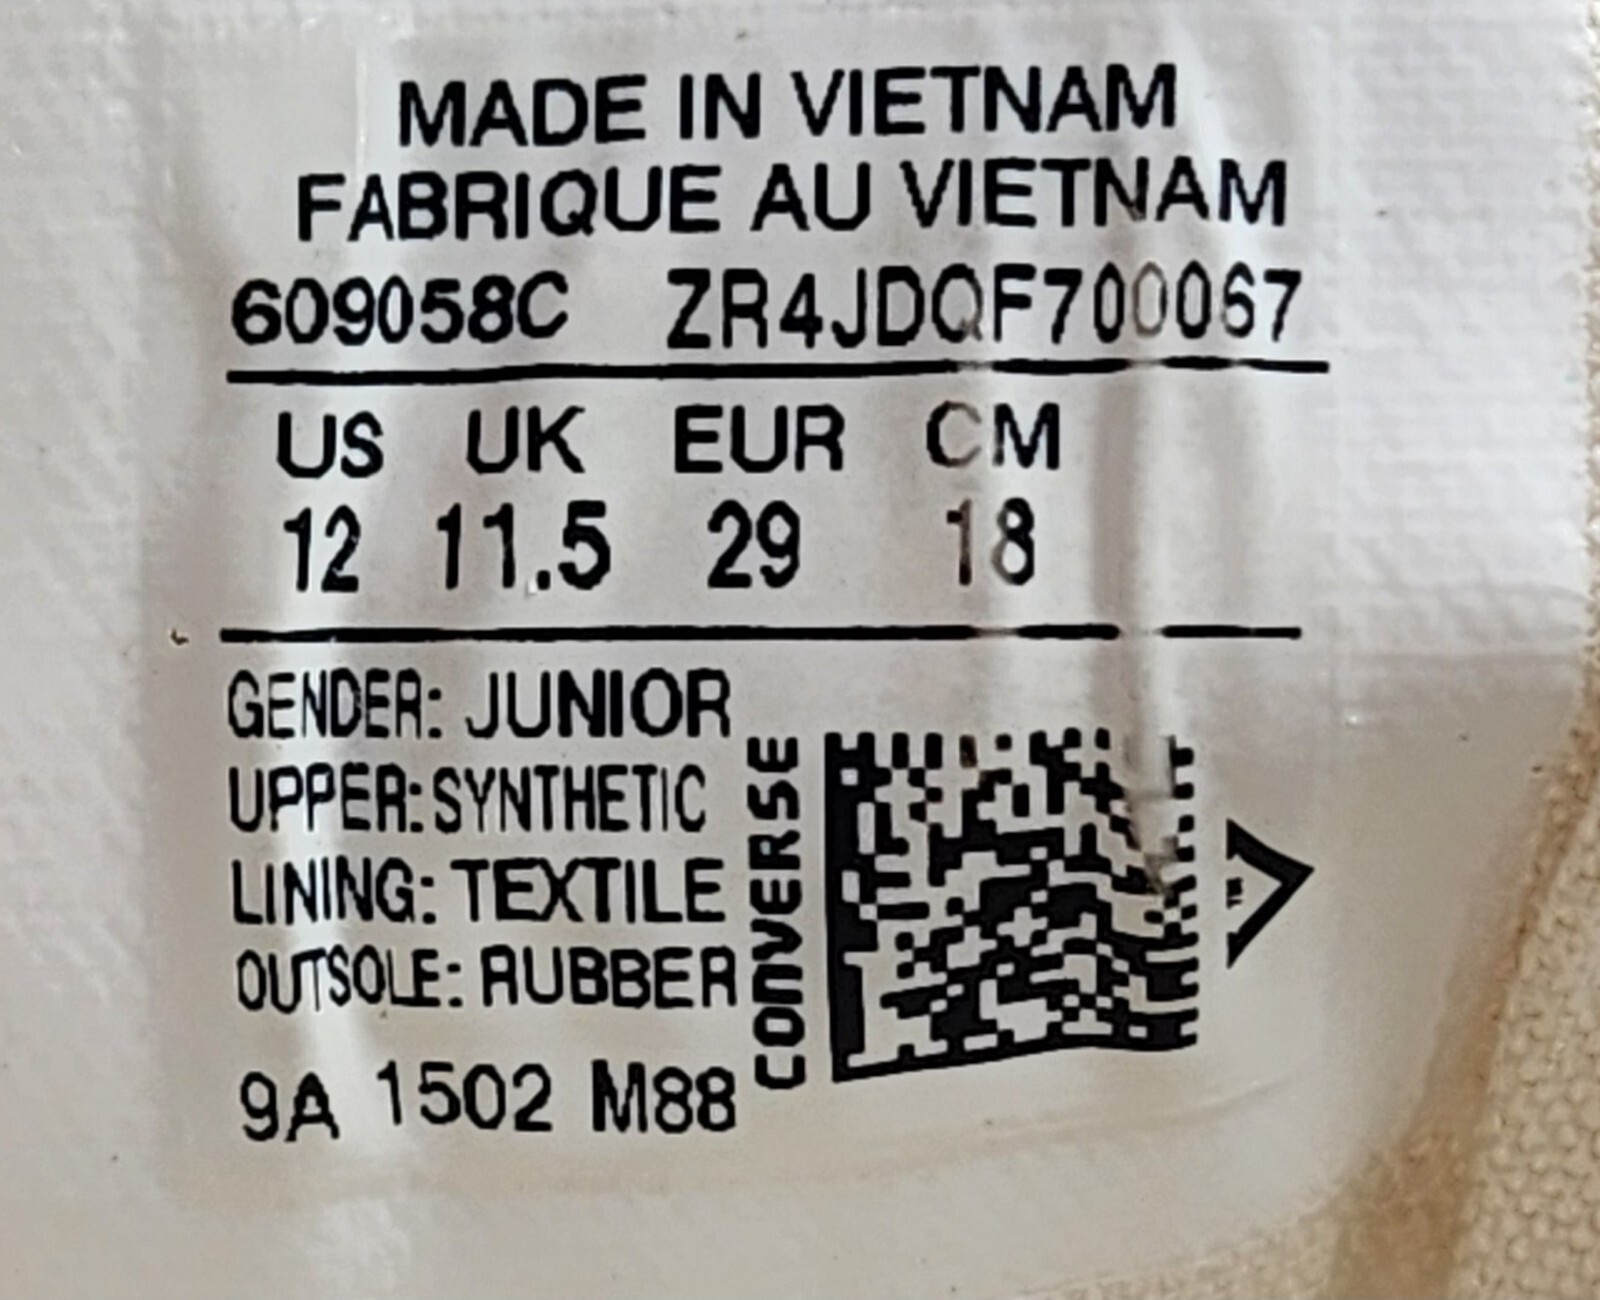 MADE IN VIETNAM
FABRIQUE AU VIETNAM
609058C ZR4JDQF700067
US UK EUR CM
12 11.5 29 18
GENDER: JUNIOR
UPPER: SYNTHETIC
LINING: TEXTILE
OUTSOLE: RUBBER
9A 1502 M88
CONVERSE
TM